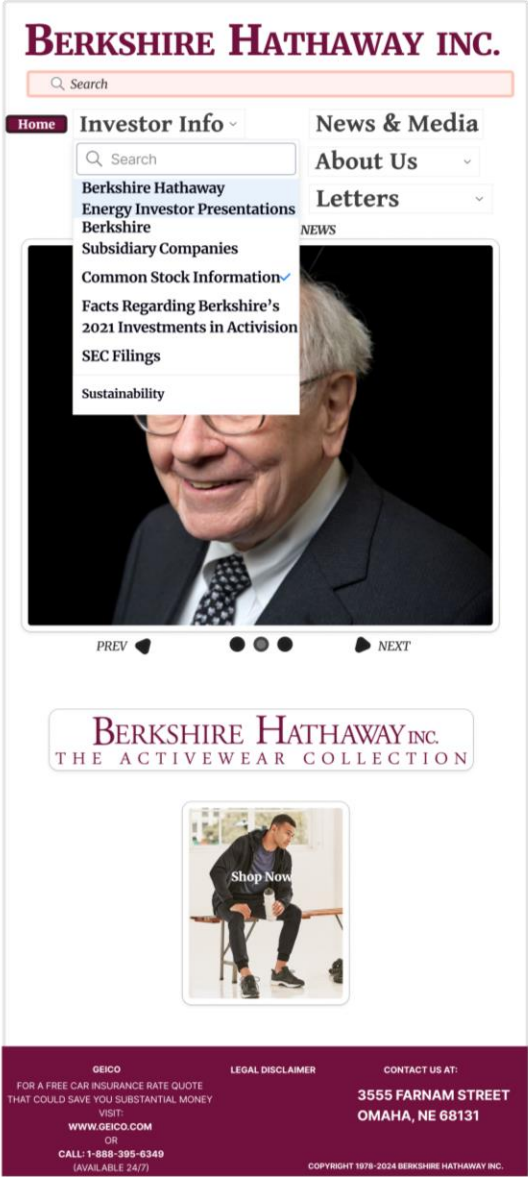 BERKSHIRE HATHAWAY INC.
Search
Home
Investor Info
News & Media
Search
About Us
Berkshire Hathaway
Energy Investor Presentations
Letters
Berkshire
Subsidiary Companies
NEWS
Common Stock Information
Facts Regarding Berkshire’s
2021 Investments in Activision
SEC Filings
Sustainability
PREV
NEXT
BERKSHIRE HATHAWAY INC.
THE ACTIVEWEAR COLLECTION
Shop Now
GEICO
FOR A FREE CAR INSURANCE RATE QUOTE
THAT COULD SAVE YOU SUBSTANTIAL MONEY
VISIT:
WWW.GEICO.COM
OR
CALL: 1-888-395-6349
(AVAILABLE 24/7)
LEGAL DISCLAIMER
CONTACT US AT:
3555 FARNAM STREET
OMAHA, NE 68131
COPYRIGHT 1978-2024 BERKSHIRE HATHAWAY INC.